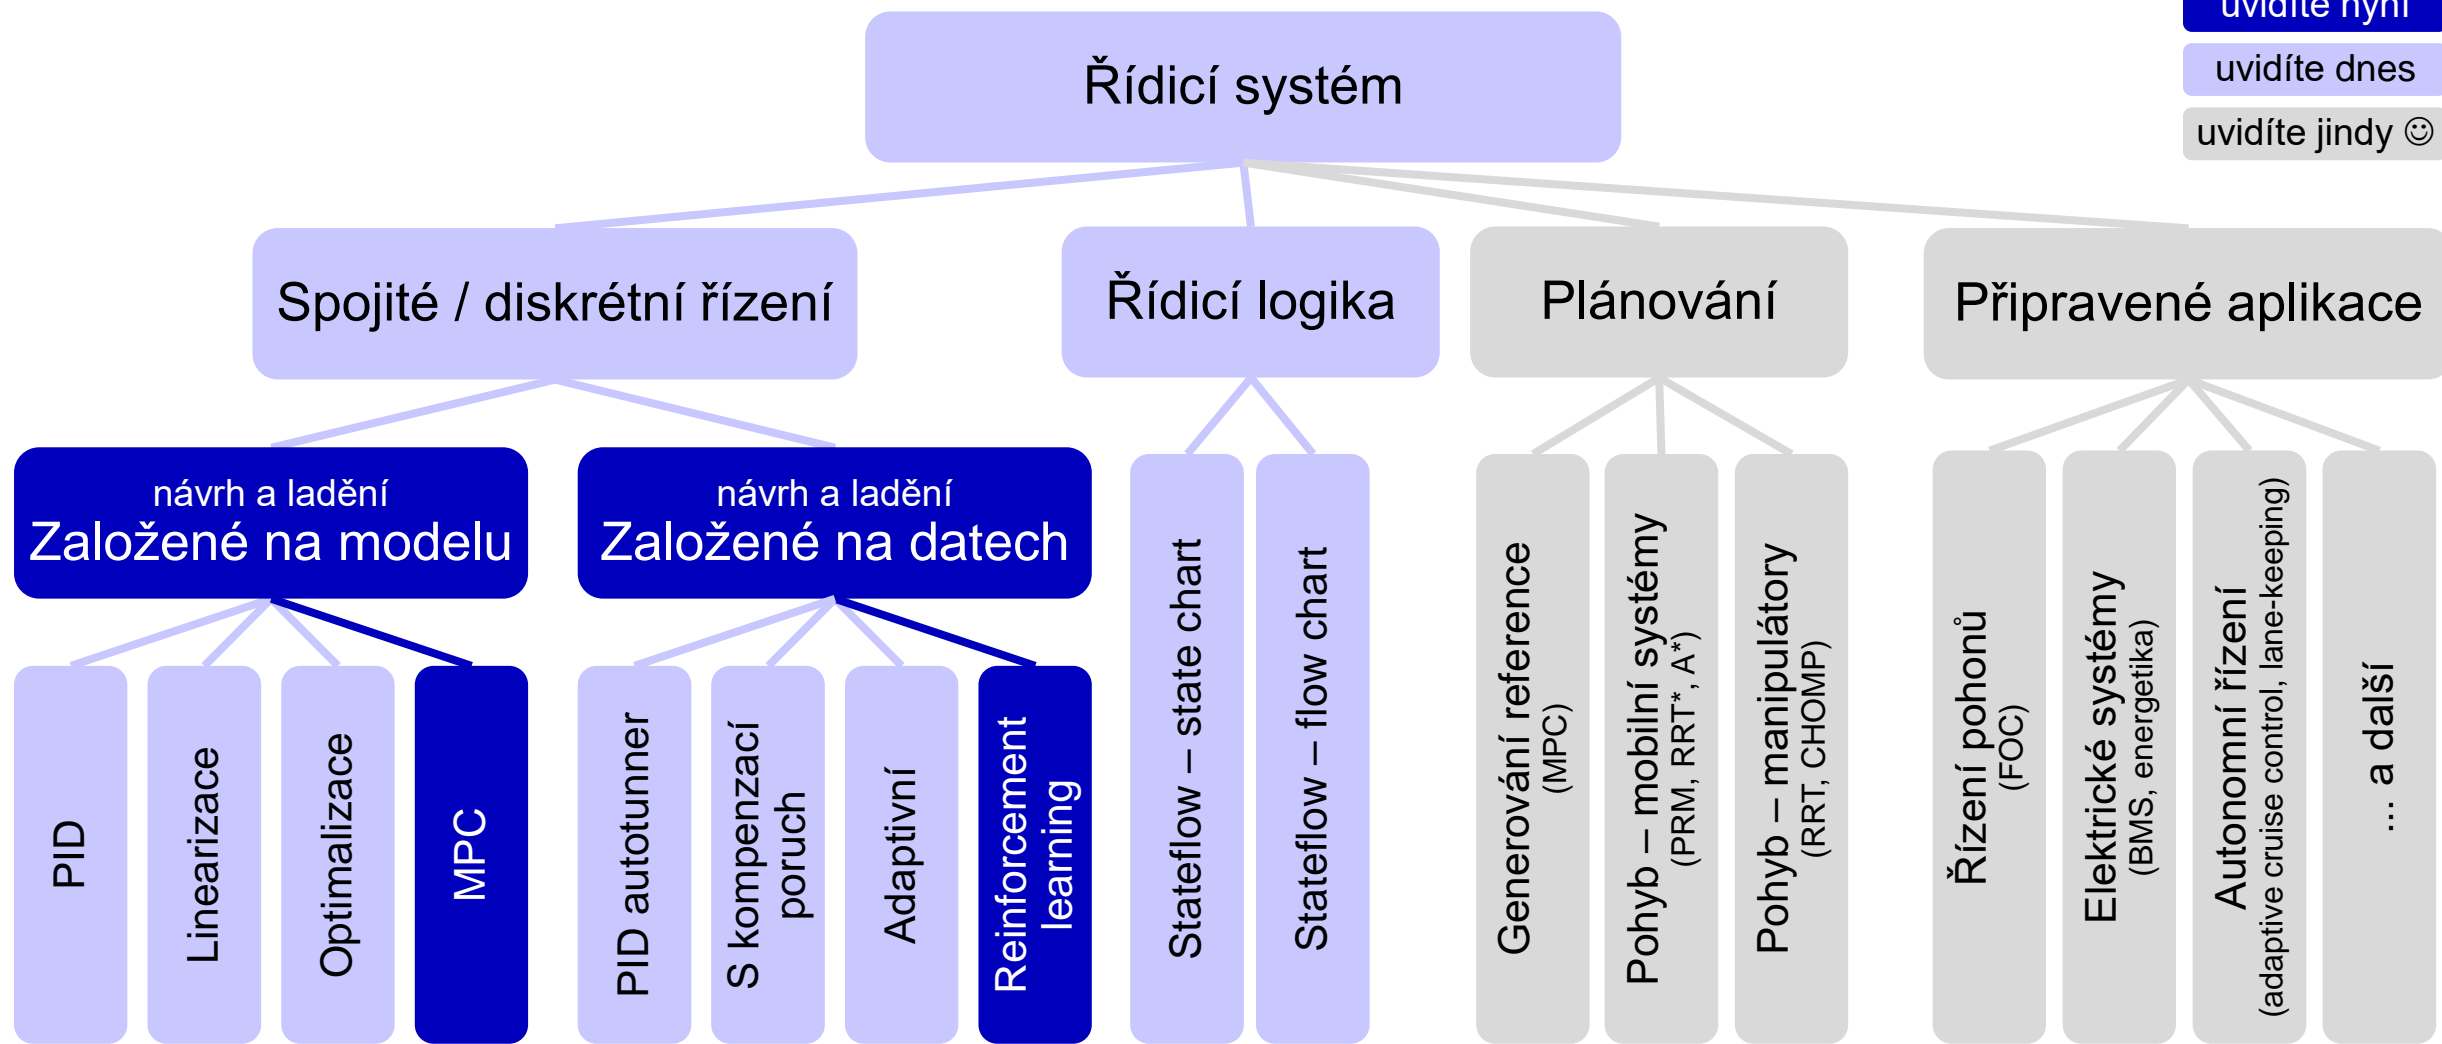 uvidíte nyní
uvidíte dnes
uvidíte jindy ☺
Řídicí systém
Spojité / diskrétní řízení
Řídicí logika
Plánování
Připravené aplikace
návrh a ladění
Založené na modelu
návrh a ladění
Založené na datech
PID
Linearizace
Optimalizace
MPC
PID autotunner
S kompenzací
poruch
Adaptivní
Reinforcement
learning
Stateflow – state chart
Stateflow – flow chart
Generování reference
(MPC)
Pohyb – mobilní systémy
(PRM, RRT*, A*)
Pohyb – manipulátory
(RRT, CHOMP)
Řízení pohonů
(FOC)
Elektrické systémy
(BMS, energetika)
Autonomní řízení
(adaptive cruise control, lane-keeping)
... a další